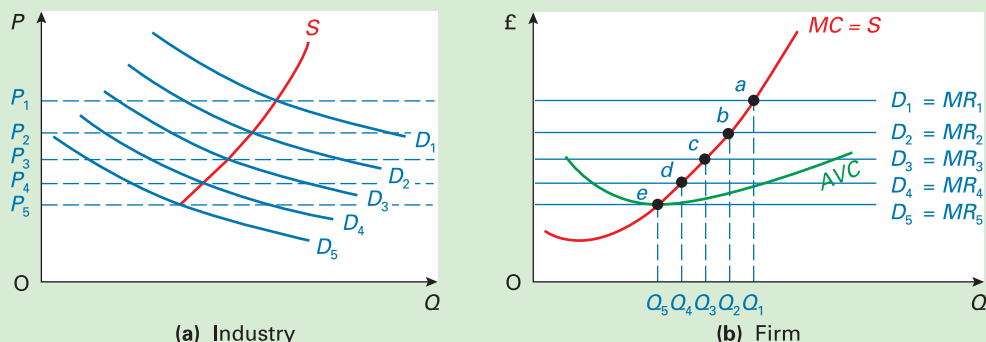 P
S
P₁
P₂
P₃
P₄
P₅
D₁
D₂
D₃
D₄
D₅
O
Q
(a) Industry
£
MC = S
a
b
c
d
e
AVC
D₁ = MR₁
D₂ = MR₂
D₃ = MR₃
D₄ = MR₄
D₅ = MR₅
O
Q₅ Q₄ Q₃ Q₂ Q₁
Q
(b) Firm